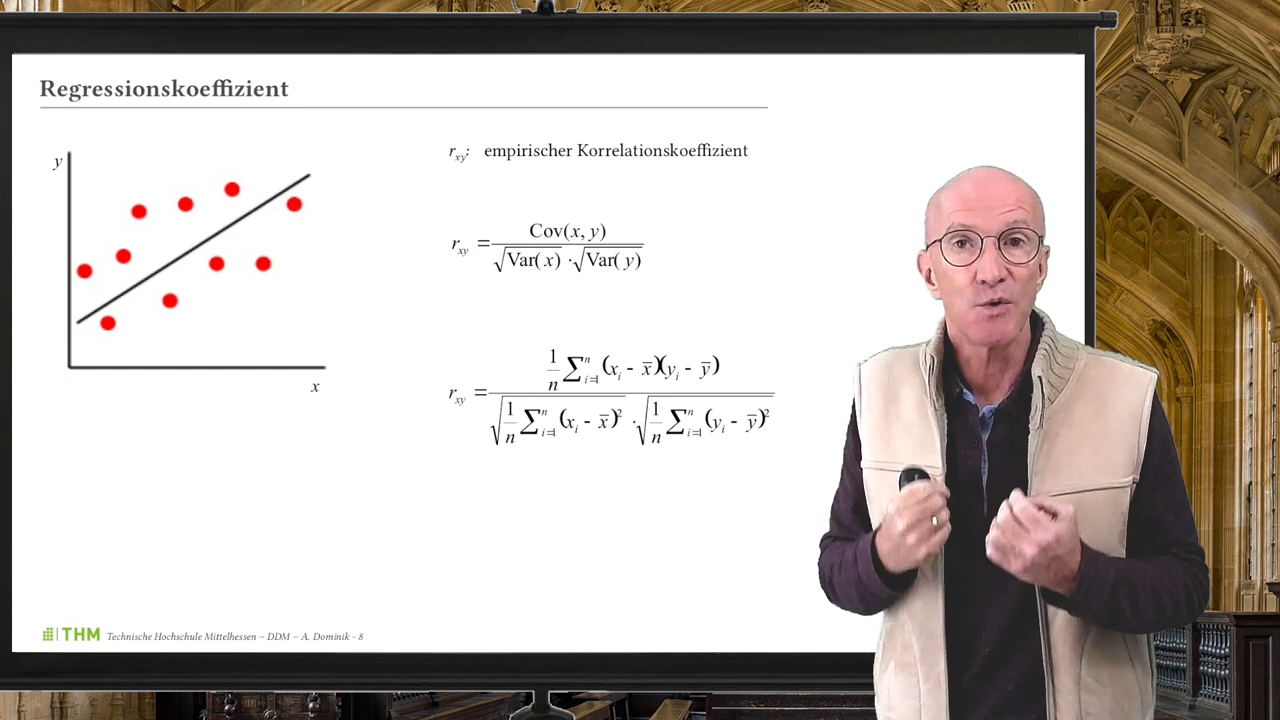 Regressionskoeffizient
y
x
r_xy: empirischer Korrelationskoeffizient
r_xy = Cov(x, y) / (√Var(x) · √Var(y))
r_xy = (1/n ∑_{i=1}^{n} (x_i - x̅)(y_i - y̅)) / (√(1/n ∑_{i=1}^{n} (x_i - x̅)²) · √(1/n ∑_{i=1}^{n} (y_i - y̅)²))
THM Technische Hochschule Mittelhessen – DDM – A. Dominik - 8